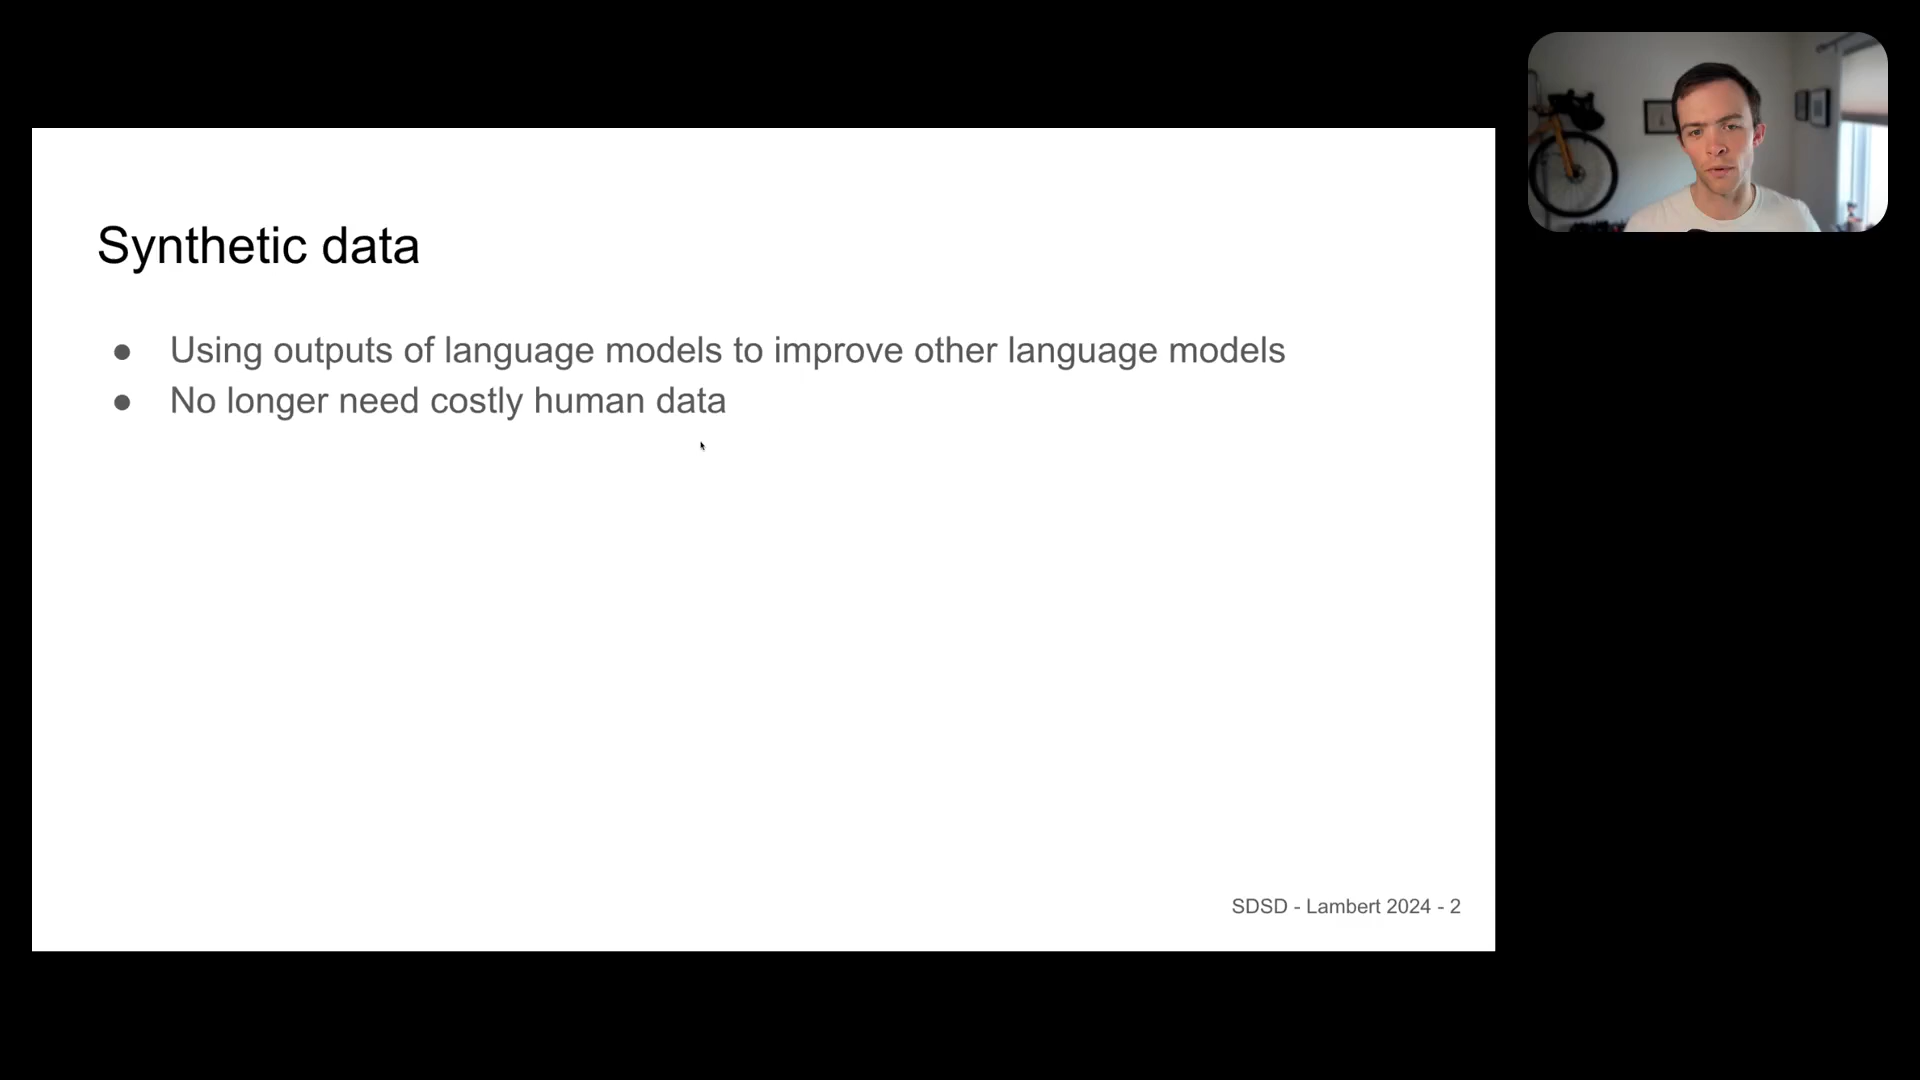 Synthetic data
● Using outputs of language models to improve other language models
● No longer need costly human data
SDSD - Lambert 2024 - 2